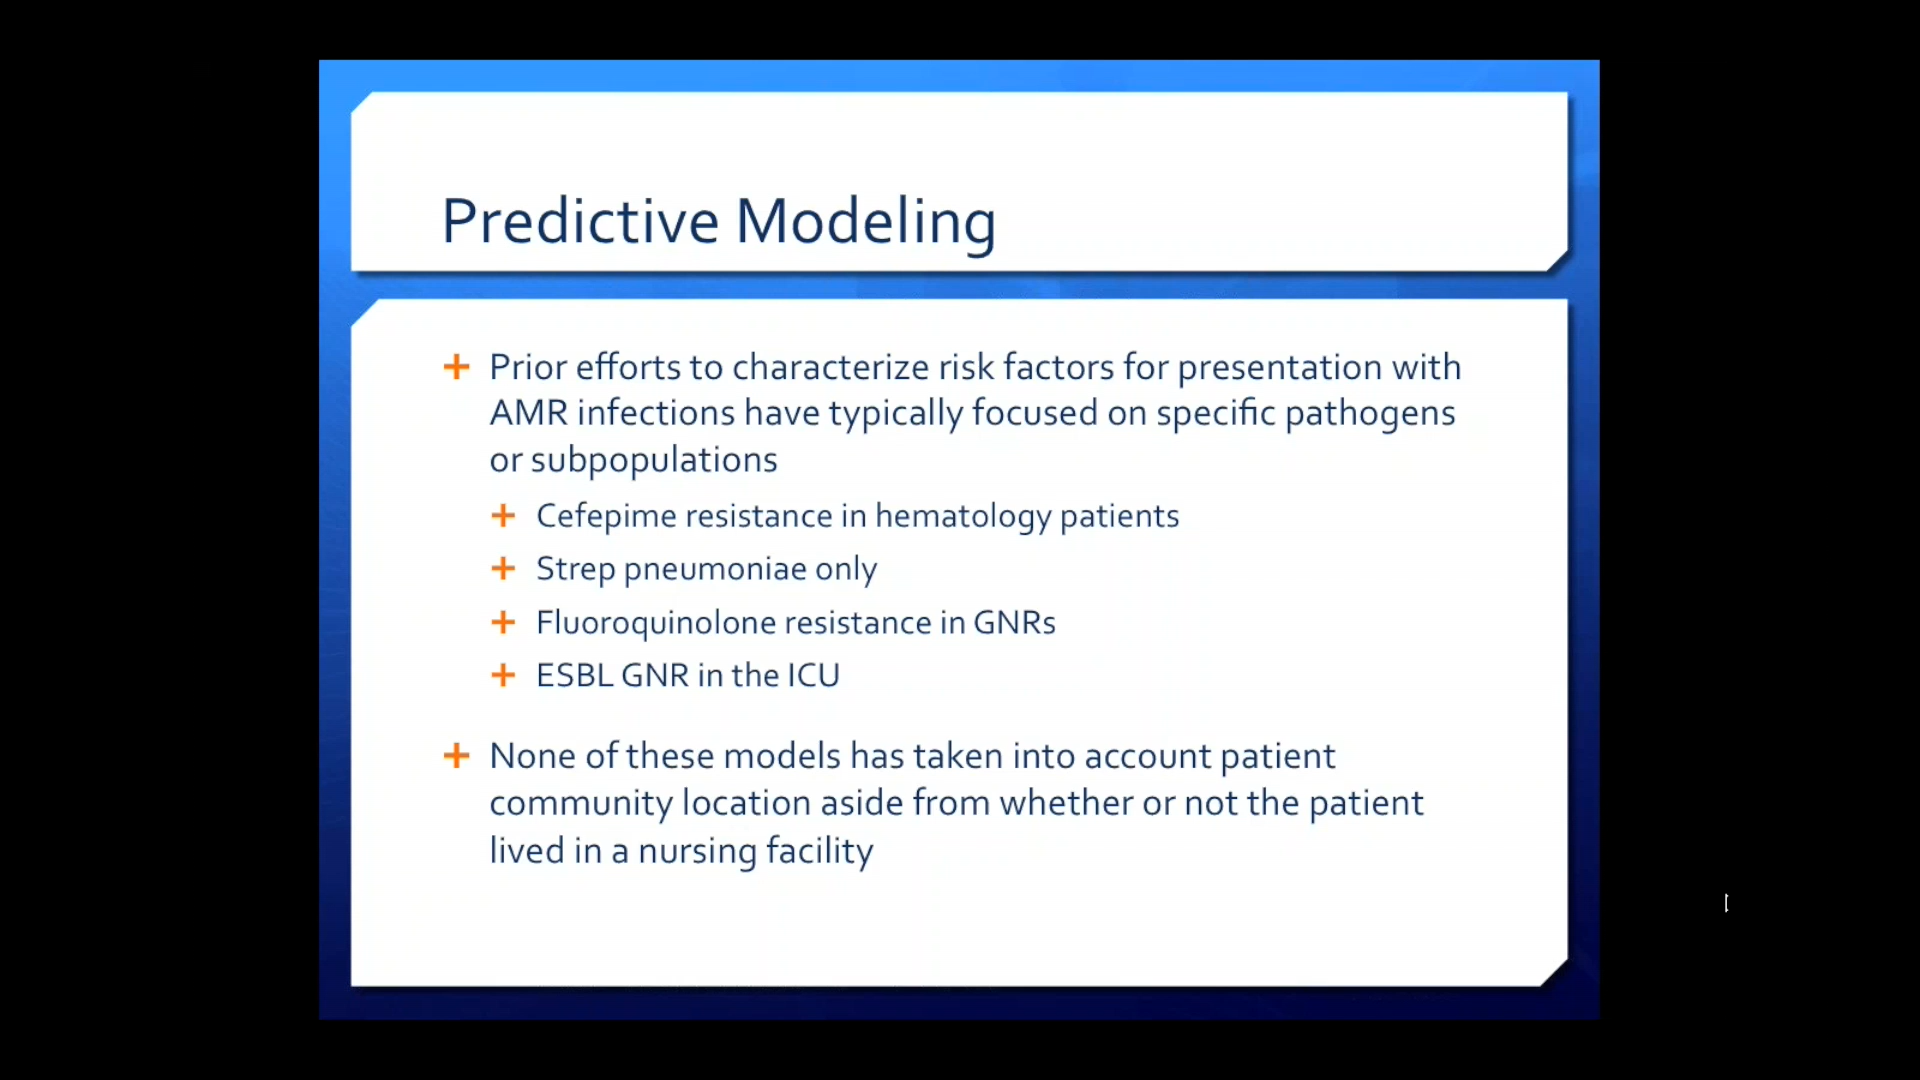 Predictive Modeling
Prior efforts to characterize risk factors for presentation with
AMR infections have typically focused on specific pathogens
or subpopulations
Cefepime resistance in hematology patients
Strep pneumoniae only
Fluoroquinolone resistance in GNRs
ESBL GNR in the ICU
None of these models has taken into account patient
community location aside from whether or not the patient
lived in a nursing facility